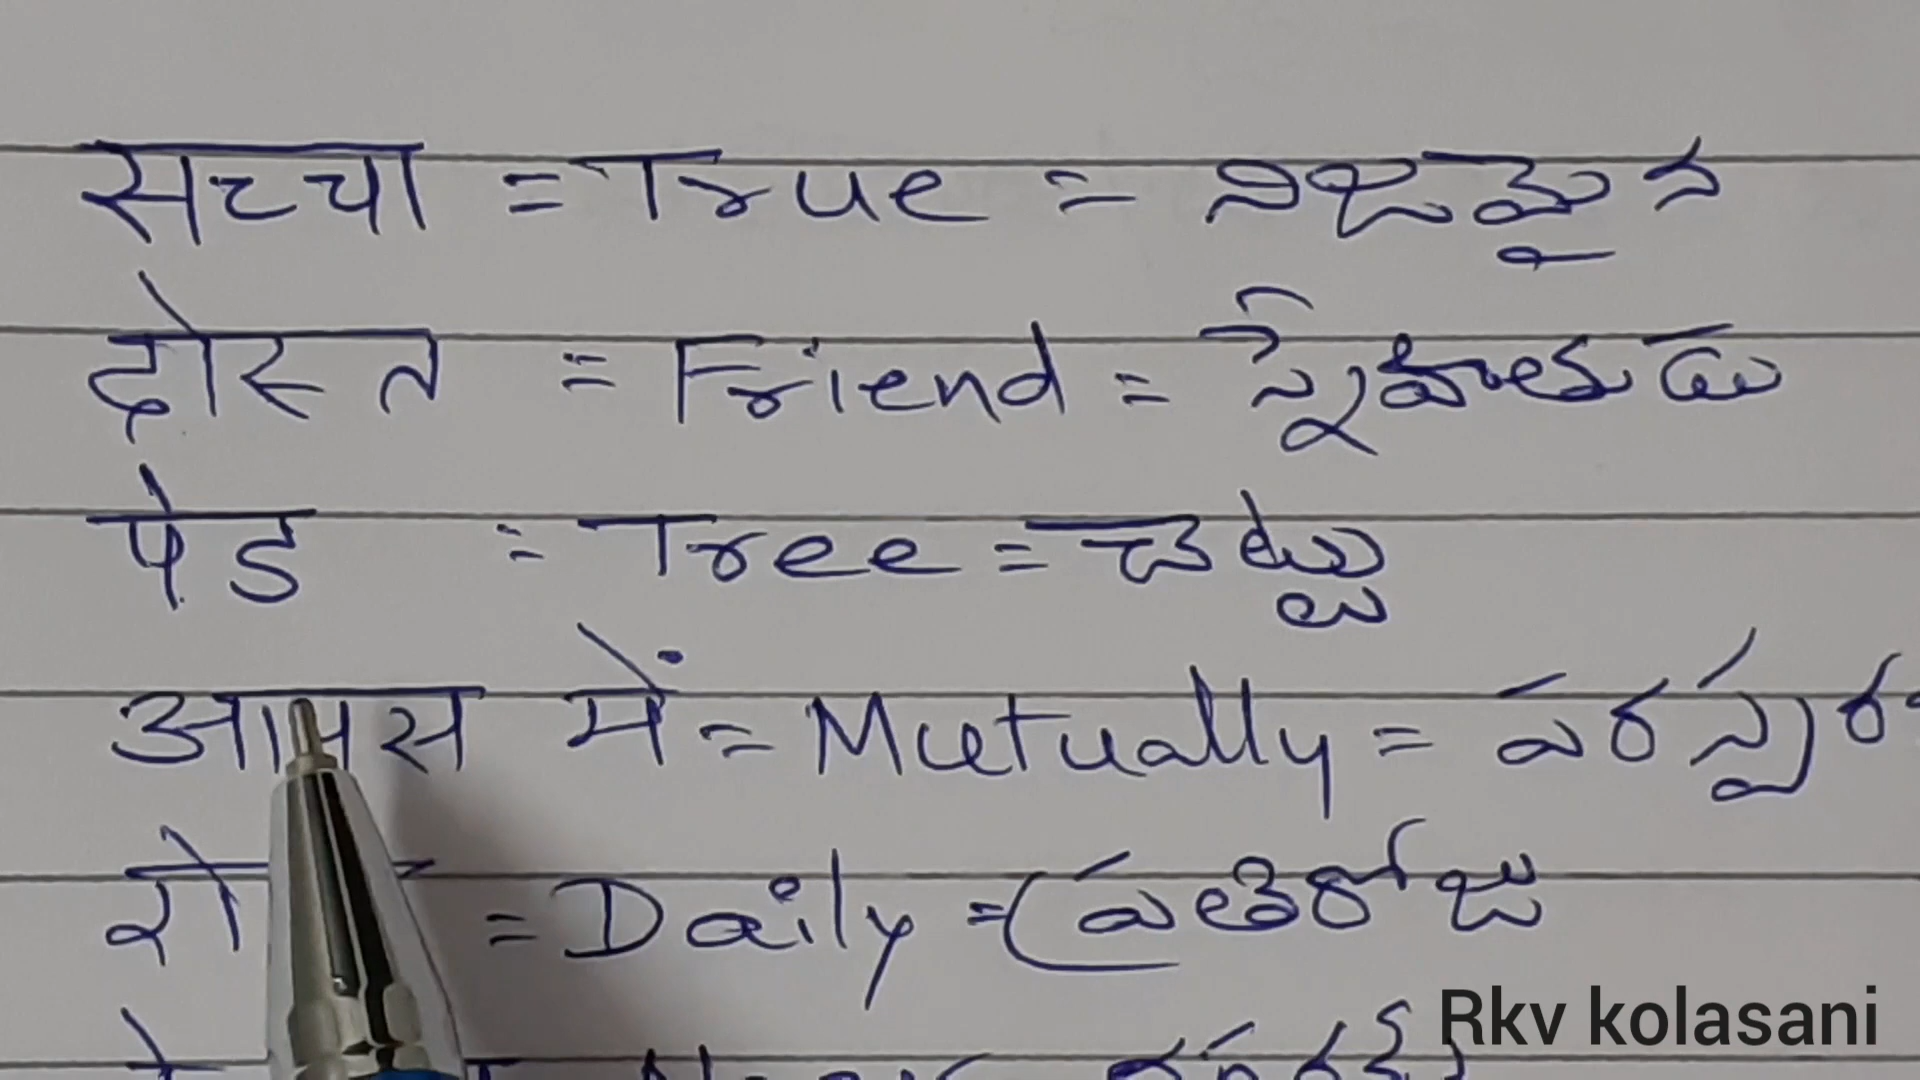 सच्चा = True = నిజమైన
दोस्त = Friend = స్నేహితుడు
पेड = Tree = చెట్టు
आपस में = Mutually = పరస్పర
= Daily = ప్రతిరోజు
Rkv kolasani